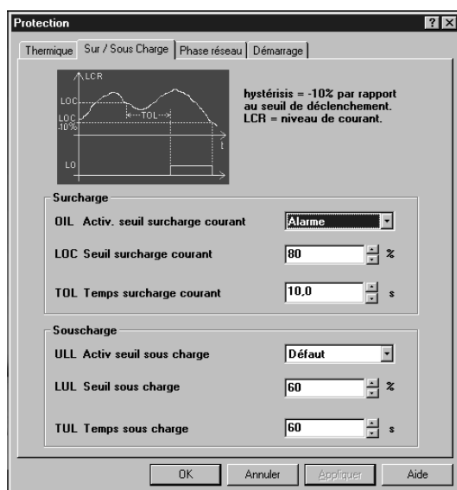 Protection
Thermique Sur / Sous Charge Phase réseau Démarrage
LCR
LOC
LOC
-10%
TOL
t
LO
hystérisis = -10% par rapport
au seuil de déclenchement.
LCR = niveau de courant.
Surcharge
OIL Activ. seuil surcharge courant Alarme
LOC Seuil surcharge courant 80 %
TOL Temps surcharge courant 10,0 s
Souscharge
ULL Activ seuil sous charge Défaut
LUL Seuil sous charge 60 %
TUL Temps sous charge 60 s
OK Annuler Appliquer Aide